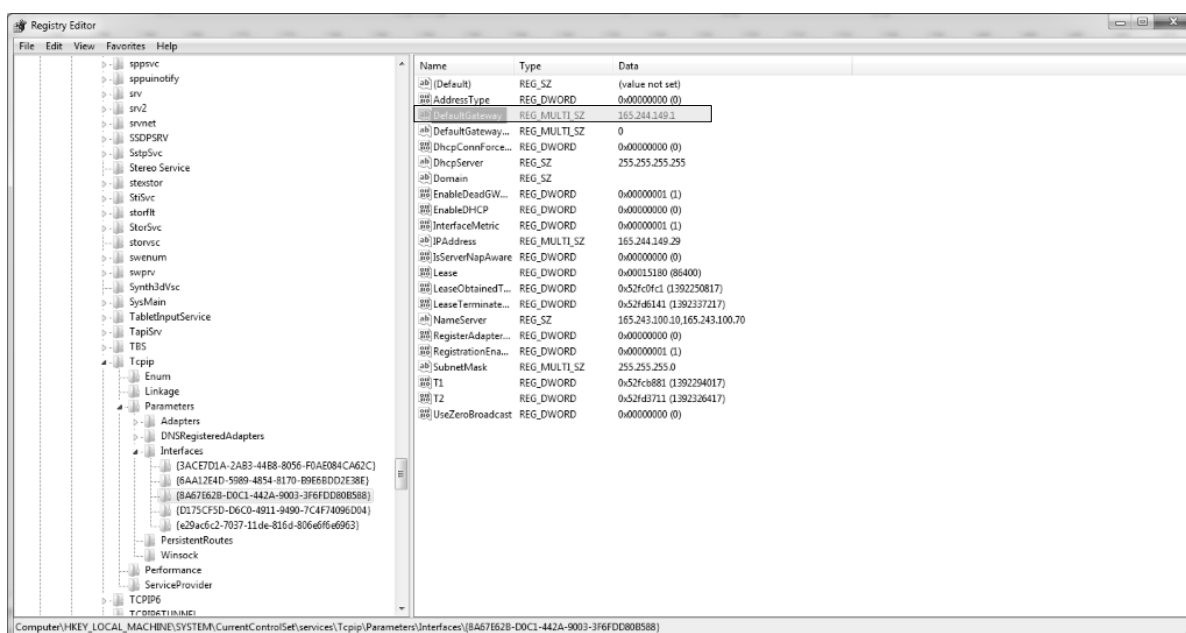 Registry Editor
File Edit View Favorites Help
sppsvc
sppuinotify
srv
srv2
srvnet
SSDPSRV
SstpSvc
Stereo Service
stexstor
StiSvc
storflt
StorSvc
storvsc
swenum
swprv
Synth3dVsc
SysMain
TabletInputService
TapiSrv
TBS
Tcpip
Enum
Linkage
Parameters
Adapters
DNSRegisteredAdapters
Interfaces
{3ACE7D1A-2AB3-44B8-8056-F0AE084CA62C}
{6AA12E4D-5989-4854-8170-B9E6BDD2E38E}
{8A67E62B-D0C1-442A-9003-3F6FDD80B588}
{D175CF5D-D6C0-4911-9490-7C4F74096D04}
{e29ac6c2-7037-11de-816d-806e6f6e6963}
PersistentRoutes
Winsock
Performance
ServiceProvider
TCPIP6
TCPIP6TUNNEL
Name Type Data
(Default) REG_SZ (value not set)
AddressType REG_DWORD 0x00000000 (0)
DefaultGateway REG_MULTI_SZ 165.244.149.1
DefaultGateway... REG_MULTI_SZ 0
DhcpConnForce... REG_DWORD 0x00000000 (0)
DhcpServer REG_SZ 255.255.255.255
Domain REG_SZ
EnableDeadGW... REG_DWORD 0x00000001 (1)
EnableDHCP REG_DWORD 0x00000000 (0)
InterfaceMetric REG_DWORD 0x00000001 (1)
IPAddress REG_MULTI_SZ 165.244.149.29
IsServerNapAware REG_DWORD 0x00000000 (0)
Lease REG_DWORD 0x00015180 (86400)
LeaseObtainedT... REG_DWORD 0x52fc0fc1 (1392250817)
LeaseTerminate... REG_DWORD 0x52fd6141 (1392337217)
NameServer REG_SZ 165.243.100.10,165.243.100.70
RegisterAdapter... REG_DWORD 0x00000000 (0)
RegistrationEna... REG_DWORD 0x00000001 (1)
SubnetMask REG_MULTI_SZ 255.255.255.0
T1 REG_DWORD 0x52fcb881 (1392294017)
T2 REG_DWORD 0x52fd3711 (1392326417)
UseZeroBroadcast REG_DWORD 0x00000000 (0)
Computer\HKEY_LOCAL_MACHINE\SYSTEM\CurrentControlSet\services\Tcpip\Parameters\Interfaces\{8A67E62B-D0C1-442A-9003-3F6FDD80B588}